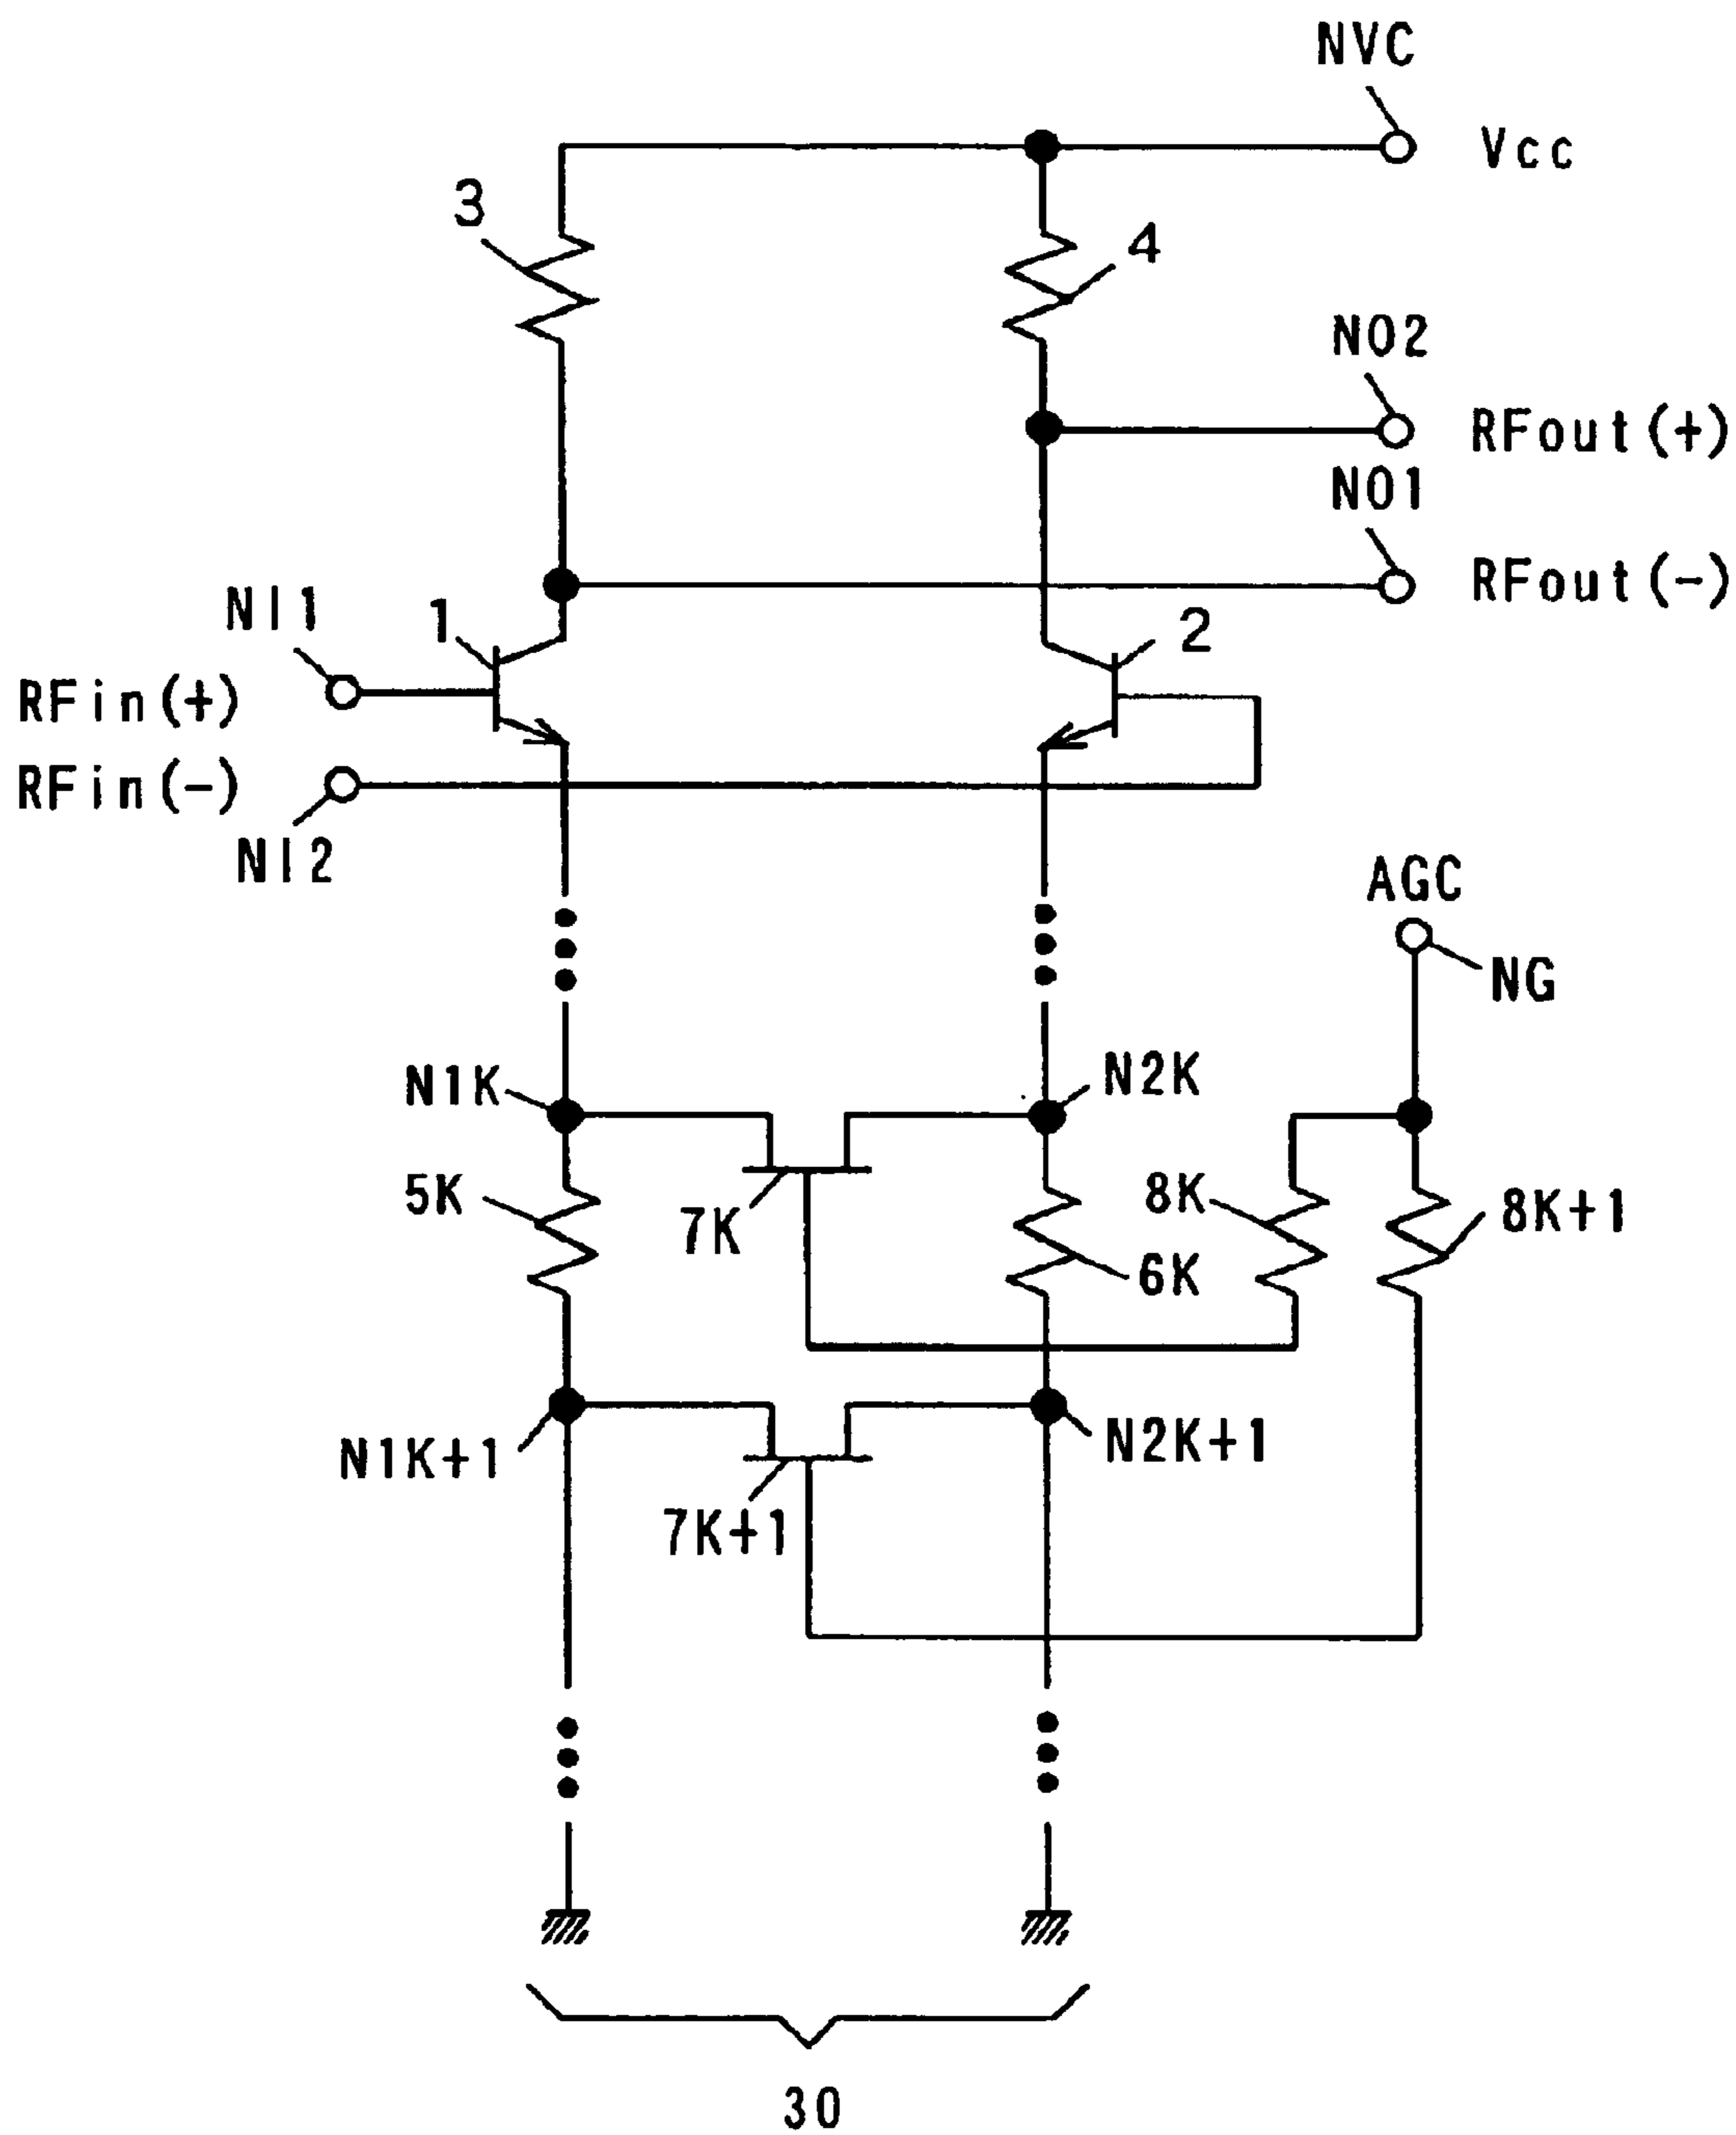 NVC
Vcc
3
4
NO2
RFout(+)
NO1
RFout(-)
NI1
1
2
RFin(+)
RFin(-)
NI2
AGC
NG
N1K
N2K
5K
7K
8K
8K+1
6K
N1K+1
N2K+1
7K+1
30